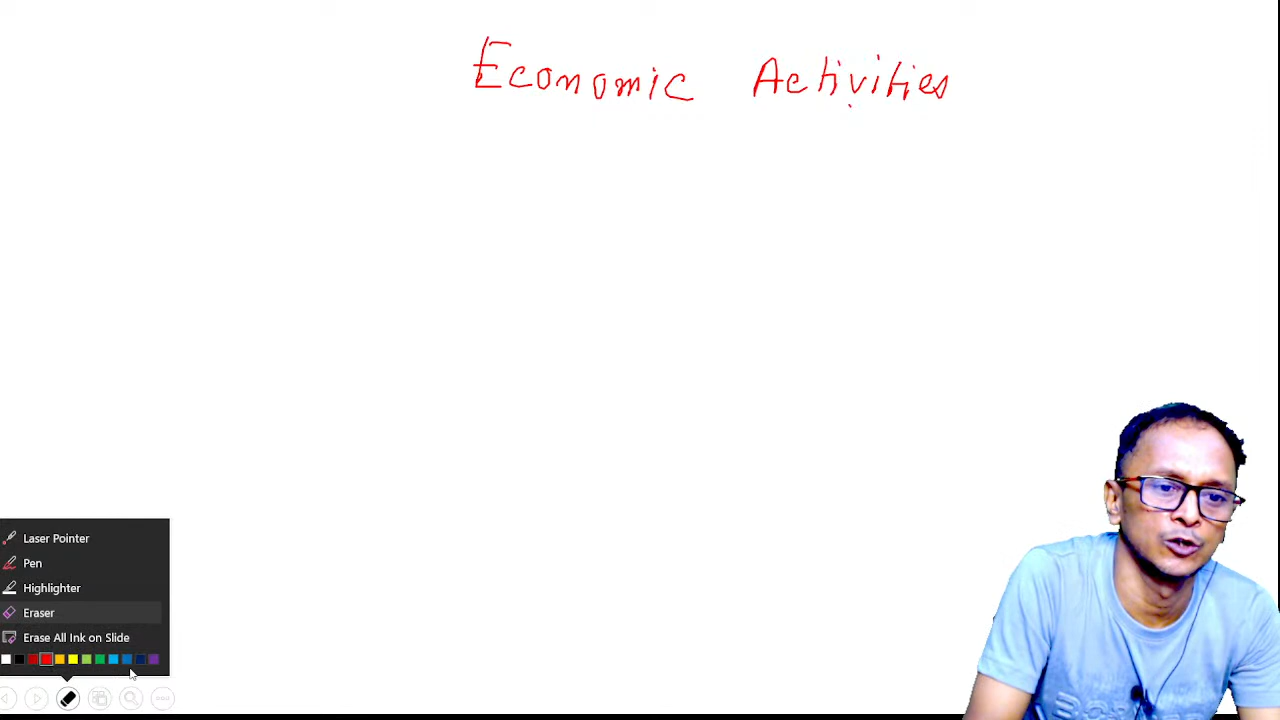 Economic Activities
Laser Pointer
Pen
Highlighter
Eraser
Erase All Ink on Slide